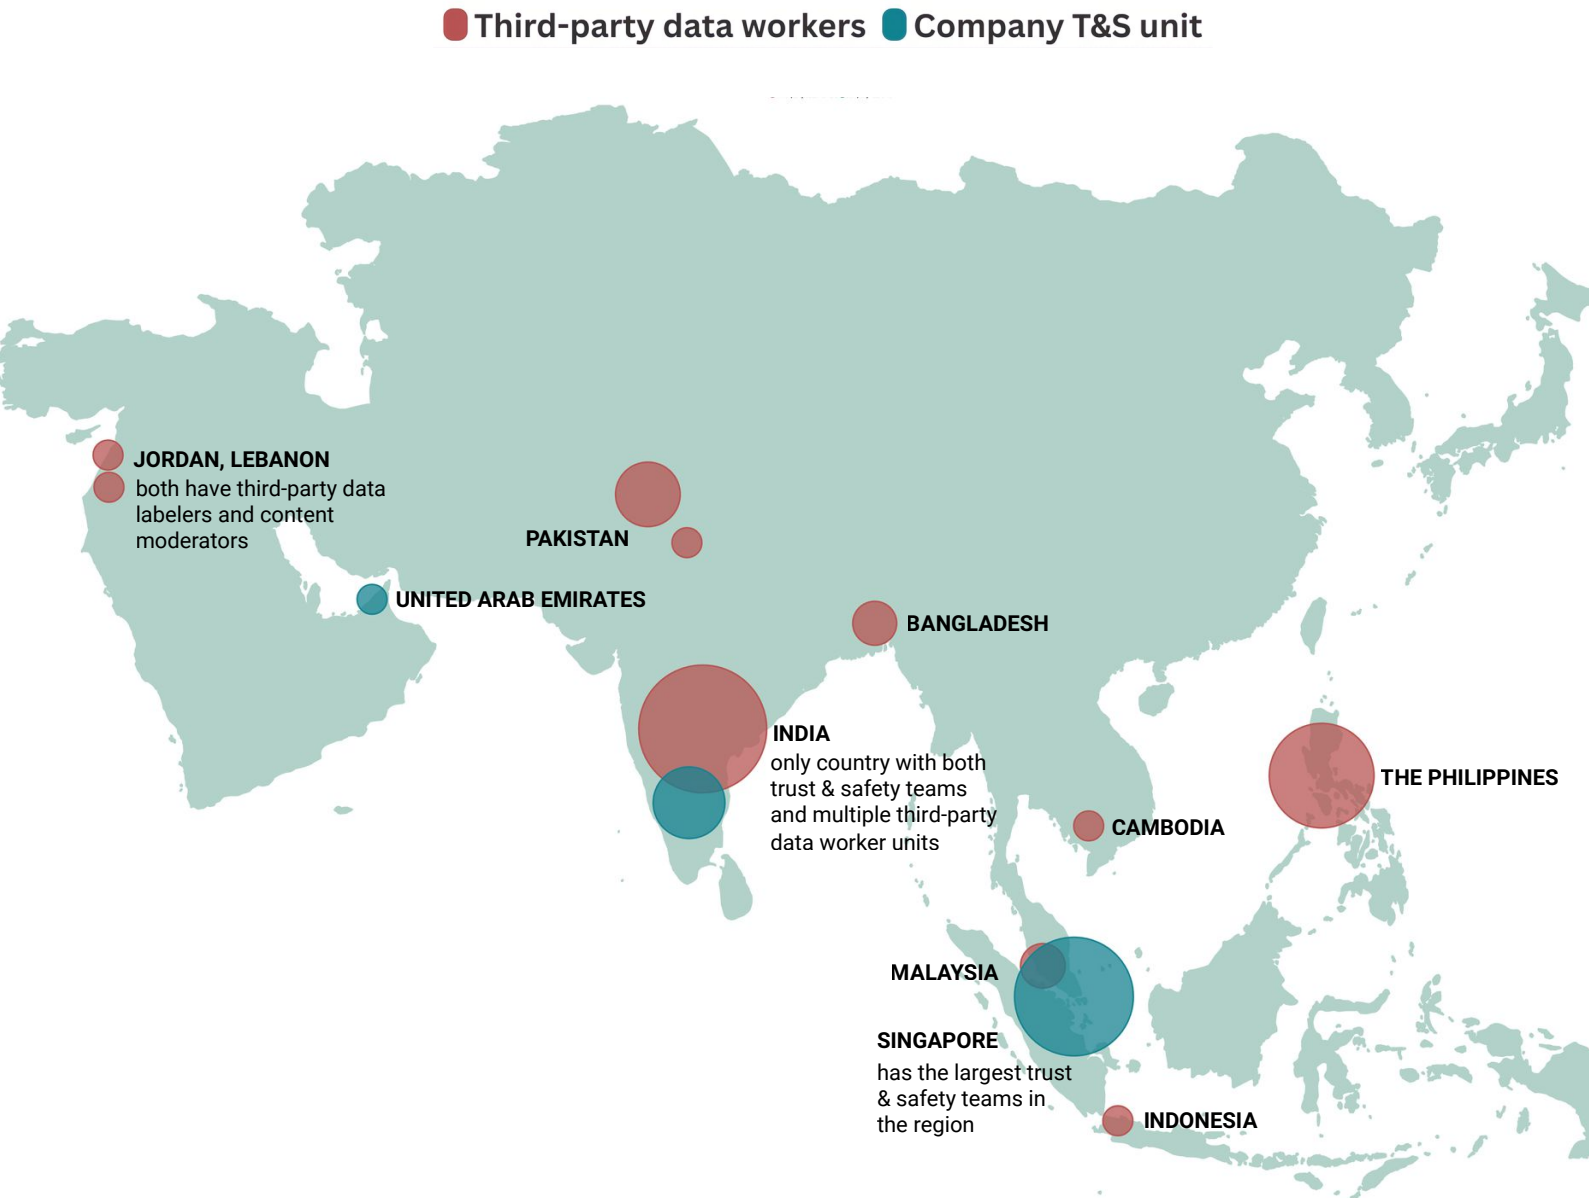 Third-party data workers Company T&S unit
JORDAN, LEBANON
both have third-party data
labelers and content
moderators
PAKISTAN
UNITED ARAB EMIRATES
BANGLADESH
INDIA
only country with both
trust & safety teams
and multiple third-party
data worker units
THE PHILIPPINES
CAMBODIA
MALAYSIA
SINGAPORE
has the largest trust
& safety teams in
the region
INDONESIA